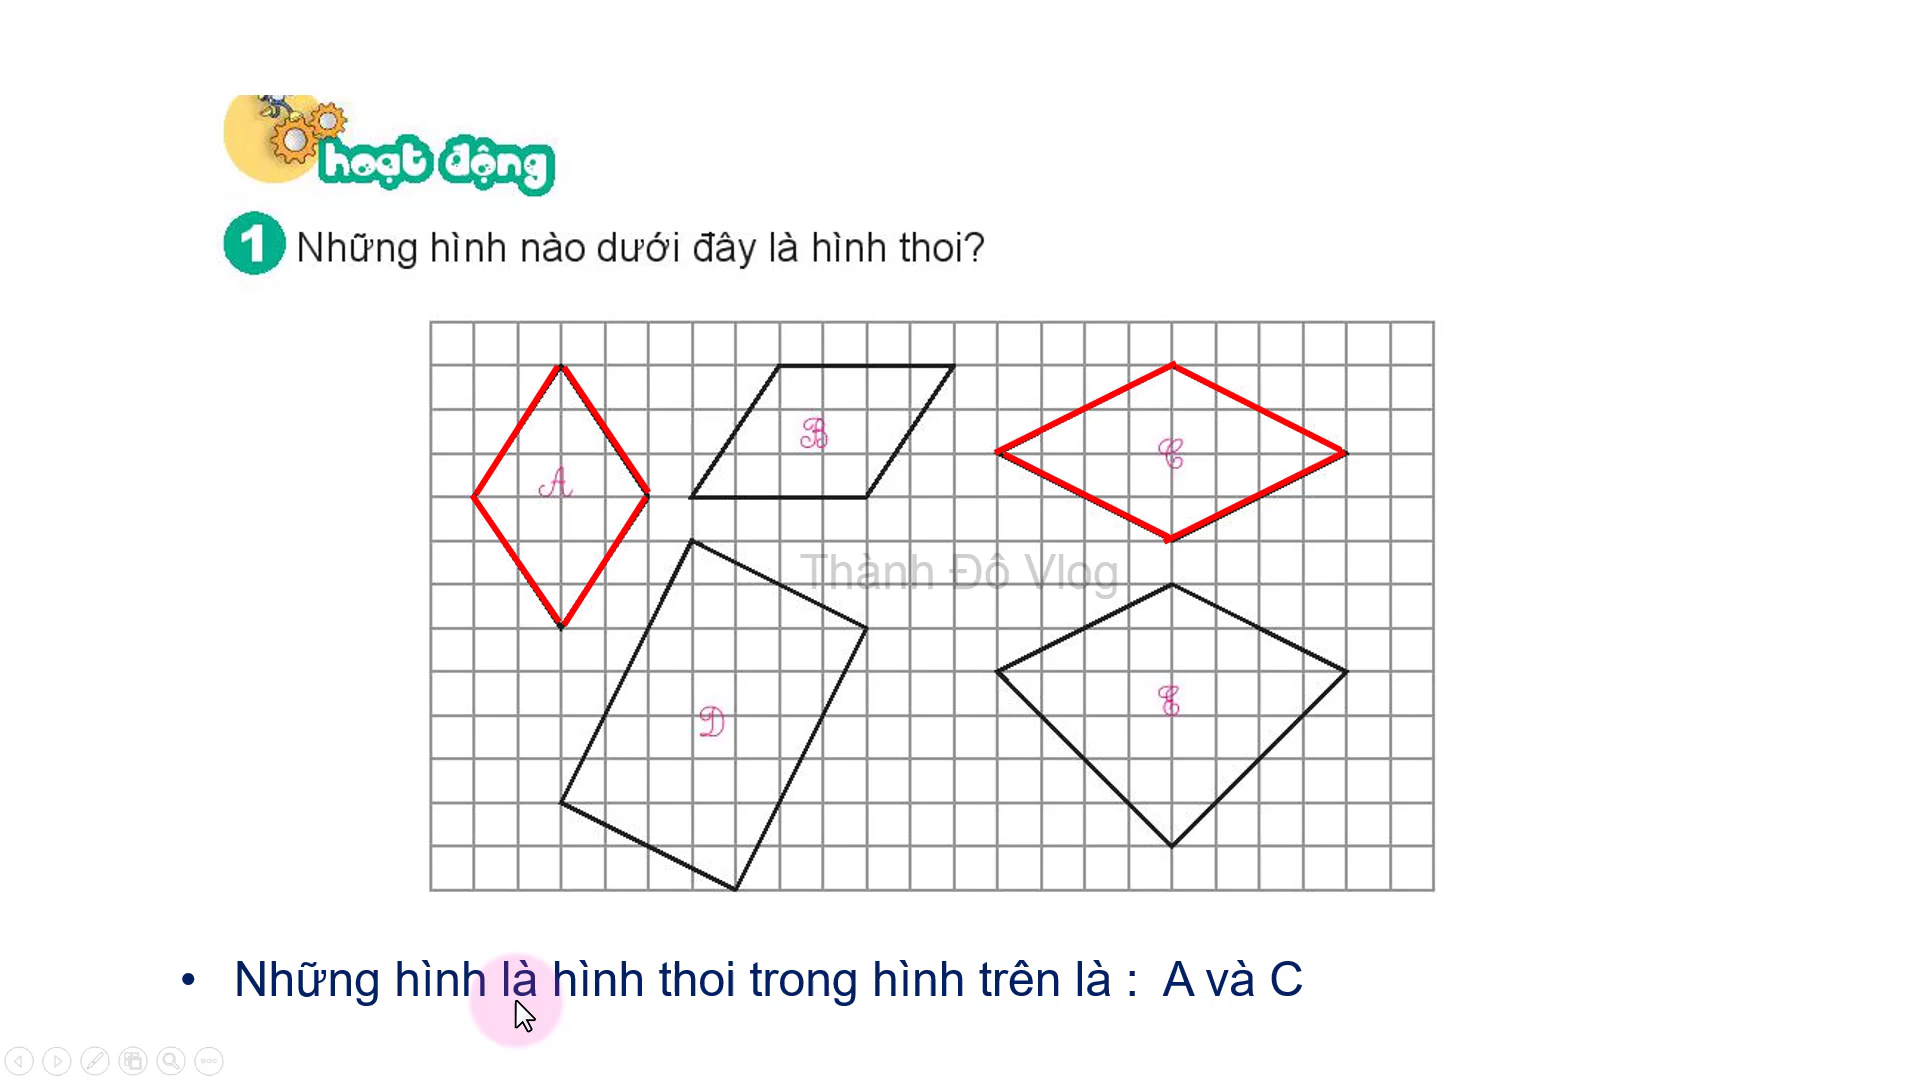 hoạt động
1 Những hình nào dưới đây là hình thoi?
A
B
C
Thành Đô Vlog
D
E
• Những hình là hình thoi trong hình trên là : A và C